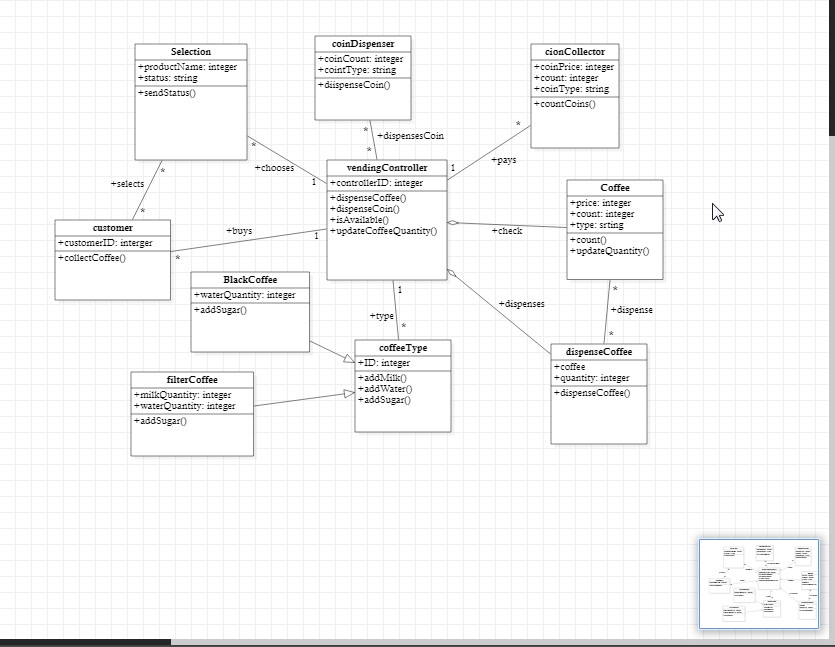 Selection
+productName: integer
+status: string
+sendStatus()
coinDispenser
+coinCount: integer
+cointType: string
+diispenseCoin()
cionCollector
+coinPrice: integer
+count: integer
+coinType: string
+countCoins()
*
+dispensesCoin
*
*
+chooses
1
*
+pays
1
vendingController
+controllerID: integer
+dispenseCoffee()
+dispenseCoin()
+isAvailable()
+updateCoffeeQuantity()
Coffee
+price: integer
+count: integer
+type: srting
+count()
+updateQuantity()
*
+selects
*
customer
+customerID: interger
+collectCoffee()
+buys
1
*
+check
BlackCoffee
+waterQuantity: integer
+addSugar()
1
+type
*
+dispenses
*
+dispense
*
coffeeType
+ID: integer
+addMilk()
+addWater()
+addSugar()
dispenseCoffee
+coffee
+quantity: integer
+dispenseCoffee()
filterCoffee
+milkQuantity: integer
+waterQuantity: integer
+addSugar()